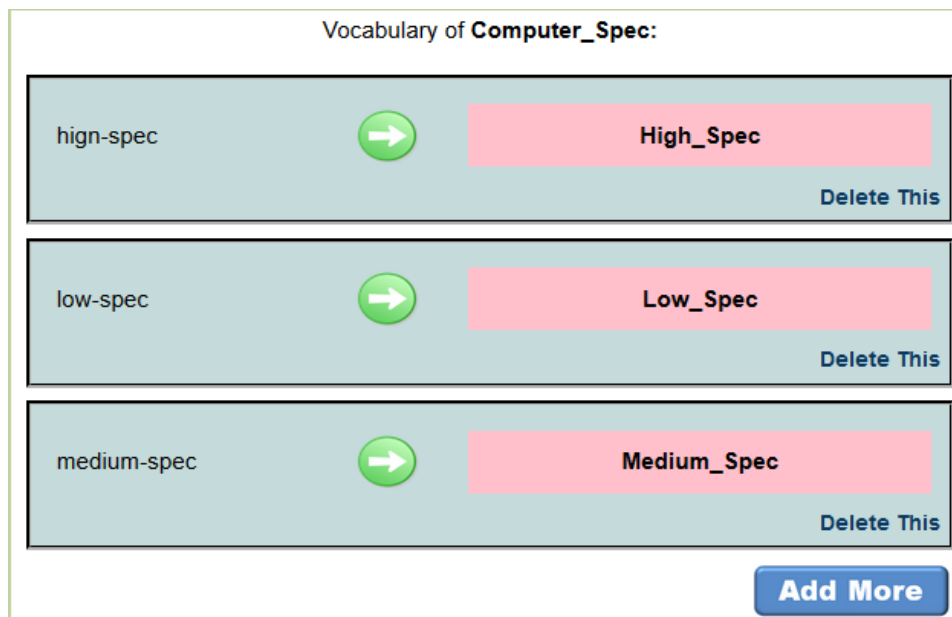 Vocabulary of Computer_Spec:
hign-spec High_Spec
Delete This
low-spec Low_Spec
Delete This
medium-spec Medium_Spec
Delete This
Add More